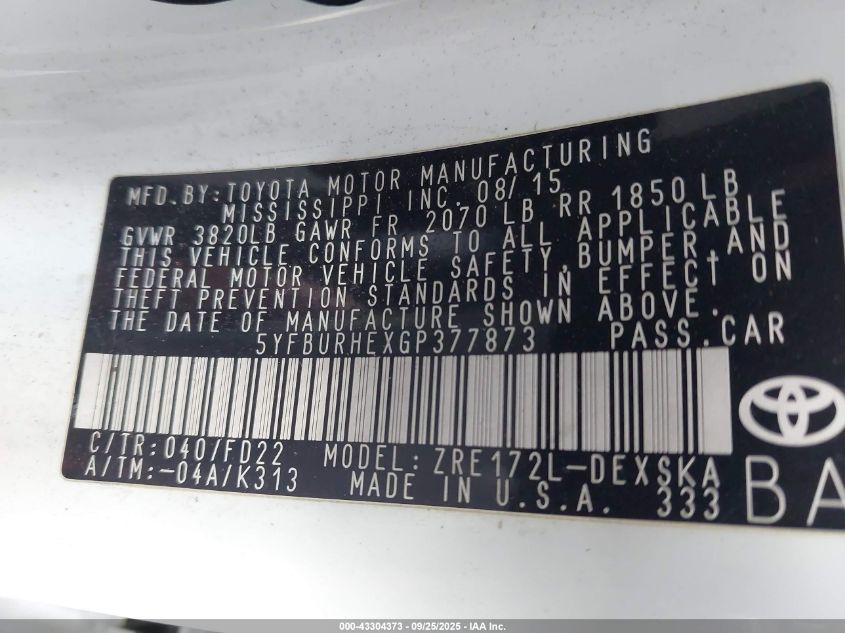 MFD. BY: TOYOTA MOTOR MANUFACTURING
MISSISSIPPI INC. 08/15
GVWR 3820LB GAWR FR 2070LB RR 1850LB
THIS VEHICLE CONFORMS TO ALL APPLICABLE
FEDERAL MOTOR VEHICLE SAFETY, BUMPER, AND
THEFT PREVENTION STANDARDS IN EFFECT ON
THE DATE OF MANUFACTURE SHOWN ABOVE.
5YFBURHEXGP377873 PASS.CAR
C/TR: 040/FD22 MODEL: ZRE172L-DEXSKA
A/TM: -04A/K313 MADE IN U.S.A. 333
BA
000-43304373 - 09/25/2025 - IAA Inc.